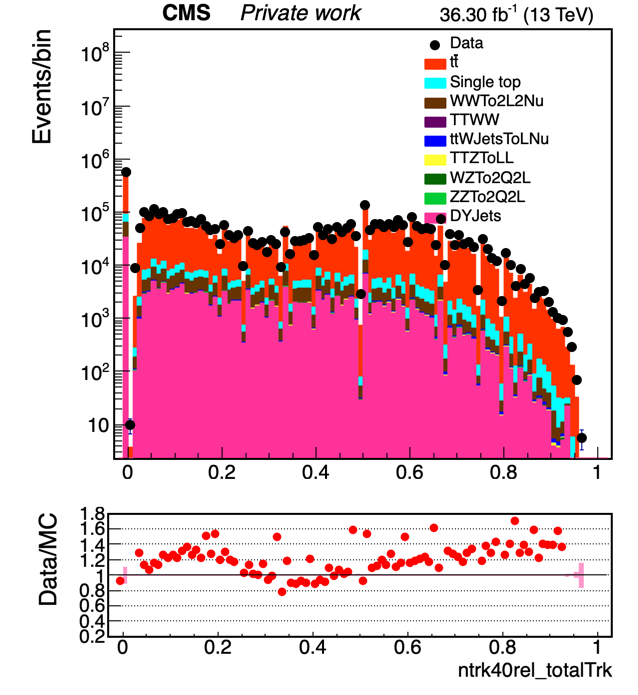 CMS Private work 36.30 fb⁻¹ (13 TeV)
Events/bin
10⁸
10⁷
10⁶
10⁵
10⁴
10³
10²
10
Data
tt̄
Single top
WWTo2L2Nu
TTWW
ttWJetsToLNu
TTZToLL
WZTo2Q2L
ZZTo2Q2L
DYJets
0 0.2 0.4 0.6 0.8 1
Data/MC
1.8
1.6
1.4
1.2
1
0.8
0.6
0.4
0.2
0 0.2 0.4 0.6 0.8 1
ntrk40rel_totalTrk